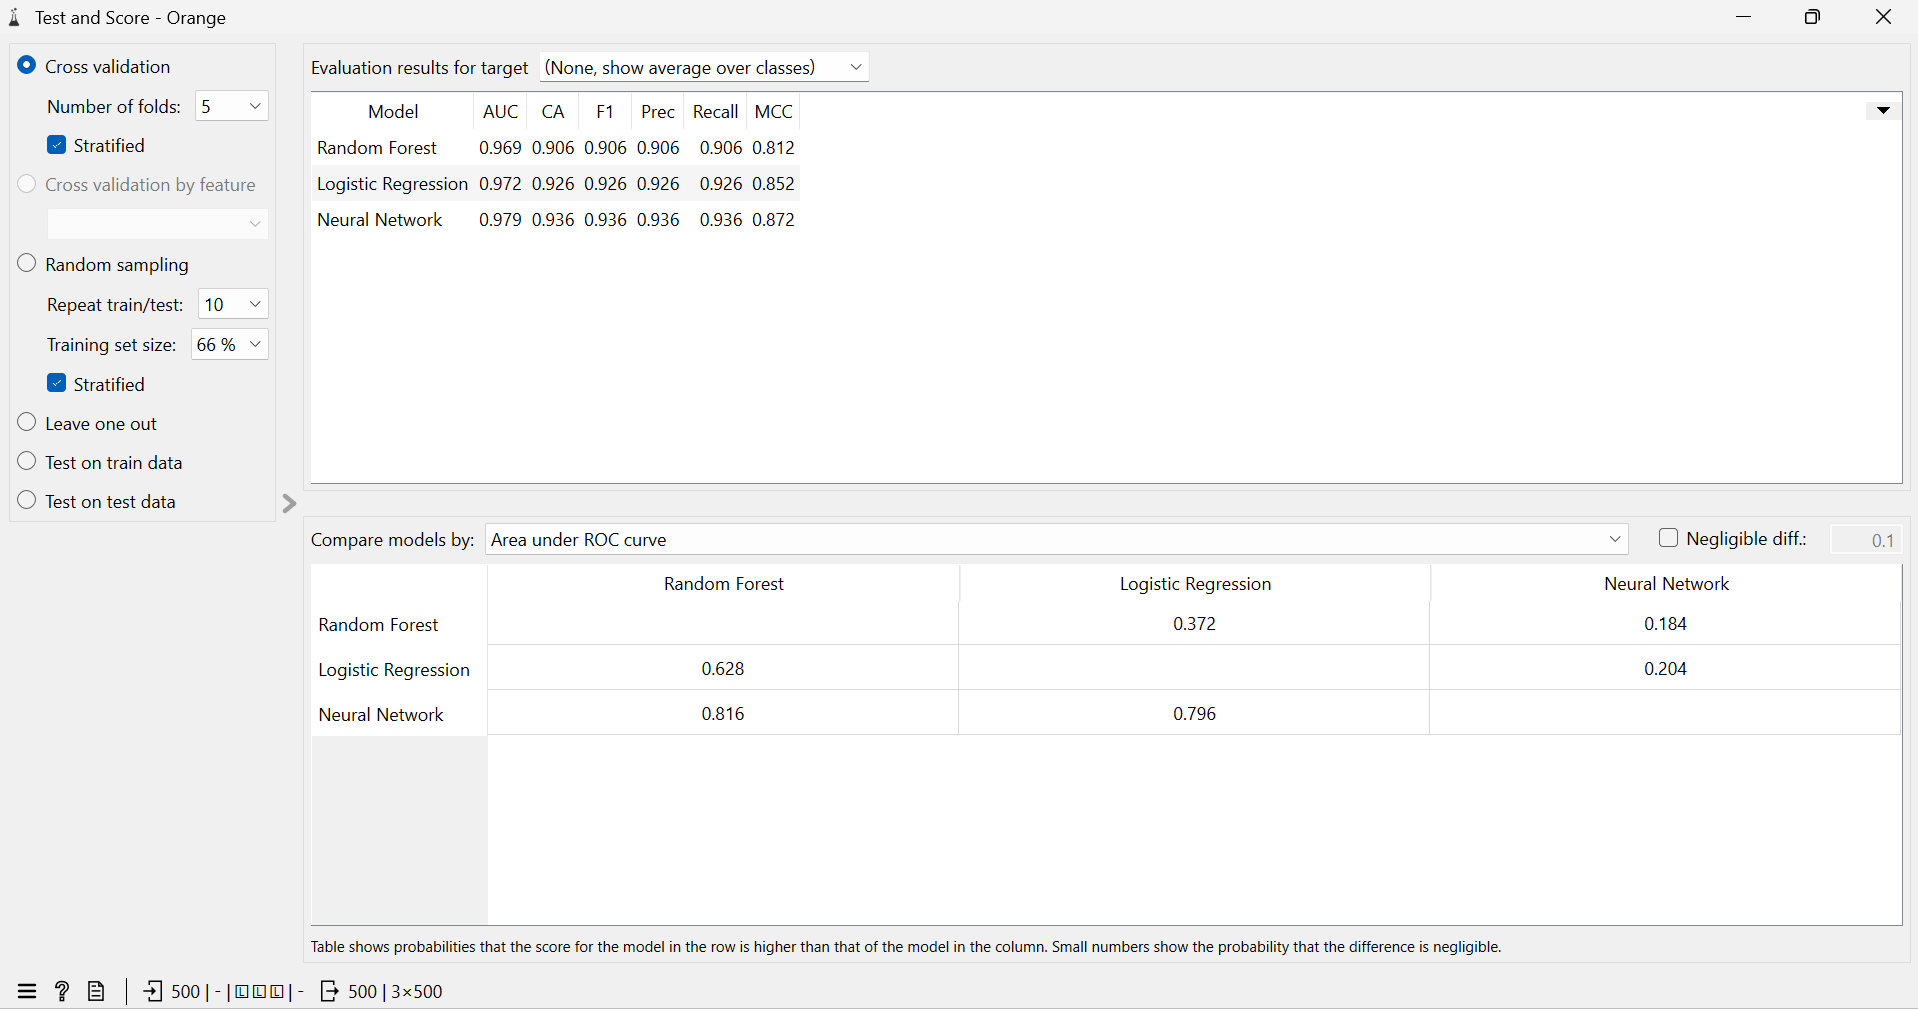 Test and Score - Orange
Cross validation
Number of folds: 5
Stratified
Cross validation by feature
Random sampling
Repeat train/test: 10
Training set size: 66 %
Stratified
Leave one out
Test on train data
Test on test data
Evaluation results for target (None, show average over classes)
Model AUC CA F1 Prec Recall MCC
Random Forest 0.969 0.906 0.906 0.906 0.906 0.812
Logistic Regression 0.972 0.926 0.926 0.926 0.926 0.852
Neural Network 0.979 0.936 0.936 0.936 0.936 0.872
Compare models by: Area under ROC curve Negligible diff.: 0.1
Random Forest Logistic Regression Neural Network
Random Forest 0.372 0.184
Logistic Regression 0.628 0.204
Neural Network 0.816 0.796
Table shows probabilities that the score for the model in the row is higher than that of the model in the column. Small numbers show the probability that the difference is negligible.
500 | - | L L L | - 500 | 3×500